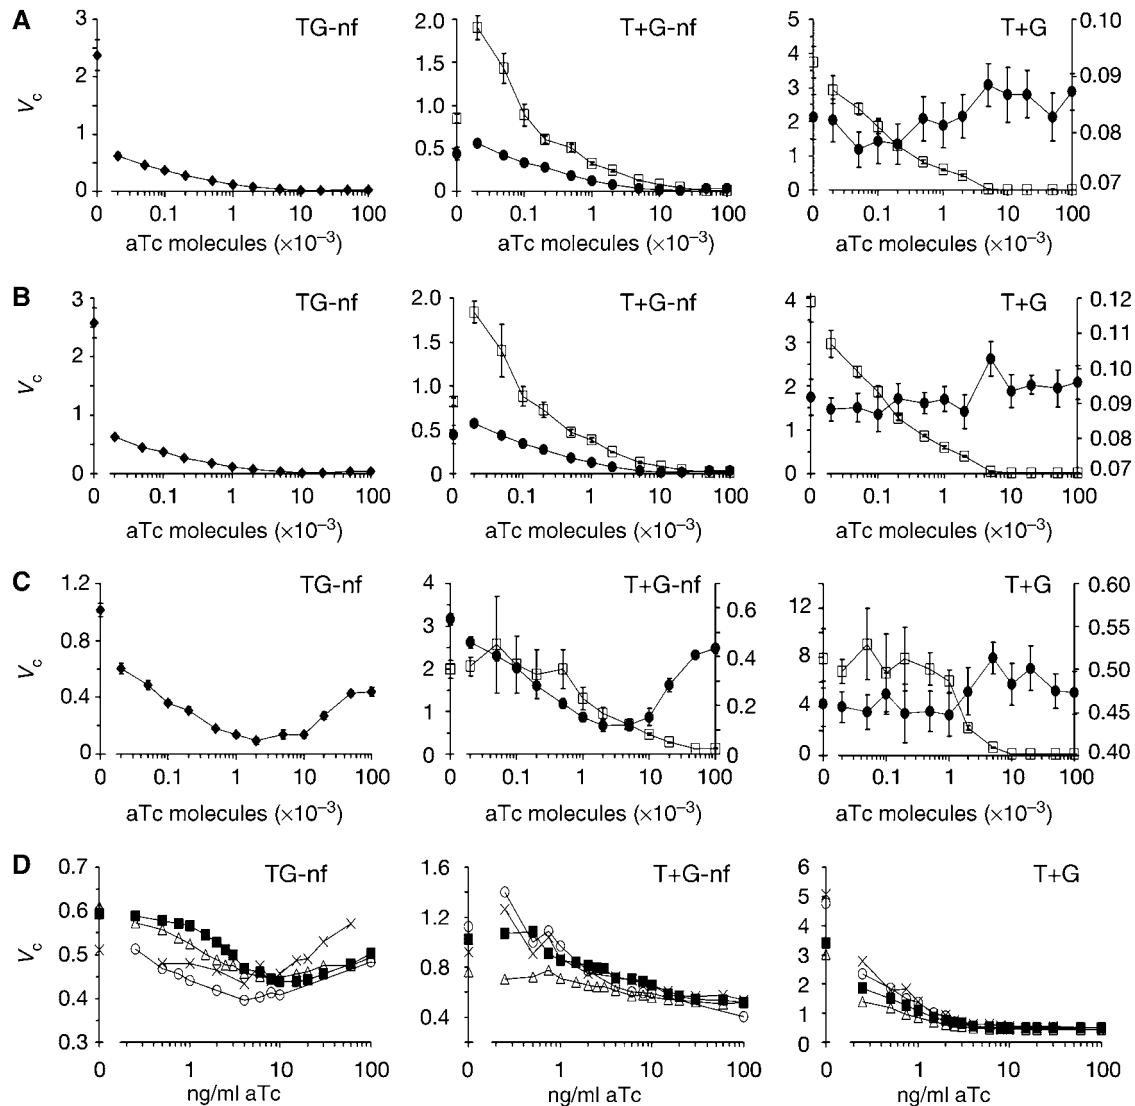 A
TG-nf
T+G-nf
T+G
V_c
3
2
1
0
0 0.1 1 10 100
aTc molecules (×10⁻³)
2.0
1.5
1.0
0.5
0
0 0.1 1 10 100
aTc molecules (×10⁻³)
5
4
3
2
1
0
0.10
0.09
0.08
0.07
0 0.1 1 10 100
aTc molecules (×10⁻³)
B
TG-nf
T+G-nf
T+G
V_c
3
2
1
0
0 0.1 1 10 100
aTc molecules (×10⁻³)
2.0
1.5
1.0
0.5
0
0 0.1 1 10 100
aTc molecules (×10⁻³)
4
3
2
1
0
0.12
0.11
0.10
0.09
0.08
0.07
0 0.1 1 10 100
aTc molecules (×10⁻³)
C
TG-nf
T+G-nf
T+G
V_c
1.2
0.8
0.4
0
0 0.1 1 10 100
aTc molecules (×10⁻³)
4
3
2
1
0
0.6
0.4
0.2
0
0 0.1 1 10 100
aTc molecules (×10⁻³)
12
8
4
0
0.60
0.55
0.50
0.45
0.40
0 0.1 1 10 100
aTc molecules (×10⁻³)
D
TG-nf
T+G-nf
T+G
V_c
0.7
0.6
0.5
0.4
0.3
0 1 10 100
ng/ml aTc
1.6
1.2
0.8
0.4
0 1 10 100
ng/ml aTc
6
5
4
3
2
1
0
0 1 10 100
ng/ml aTc